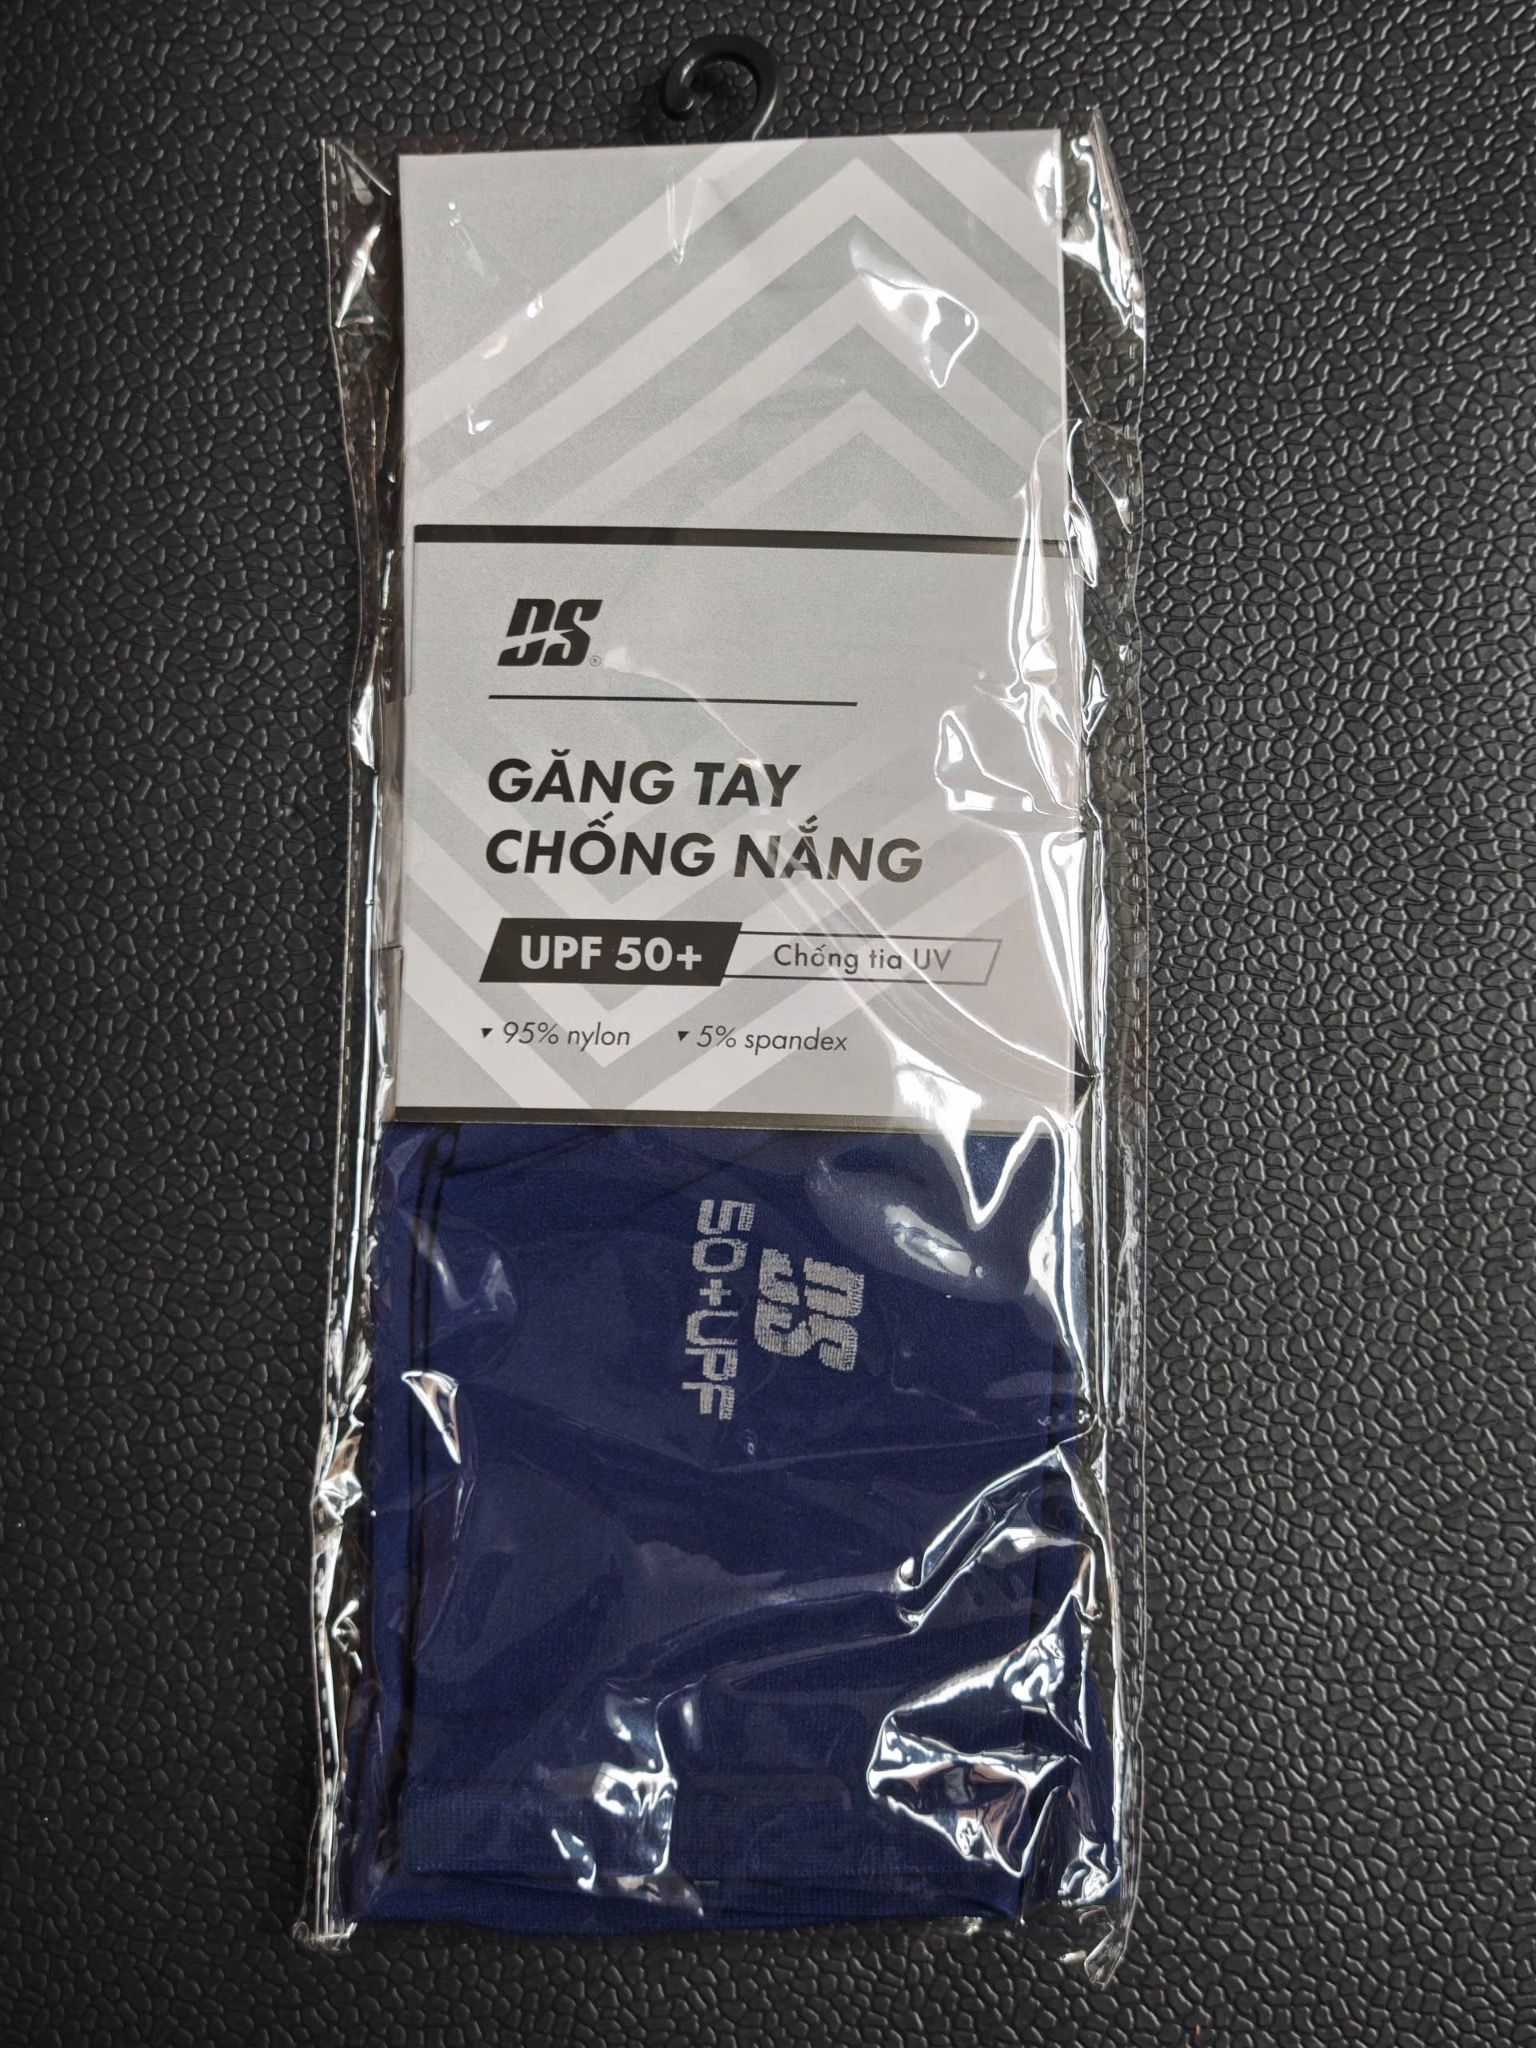 DS®
GĂNG TAY
CHỐNG NẮNG
UPF 50+ Chống tia UV
95% nylon 5% spandex
DS
50+UPF